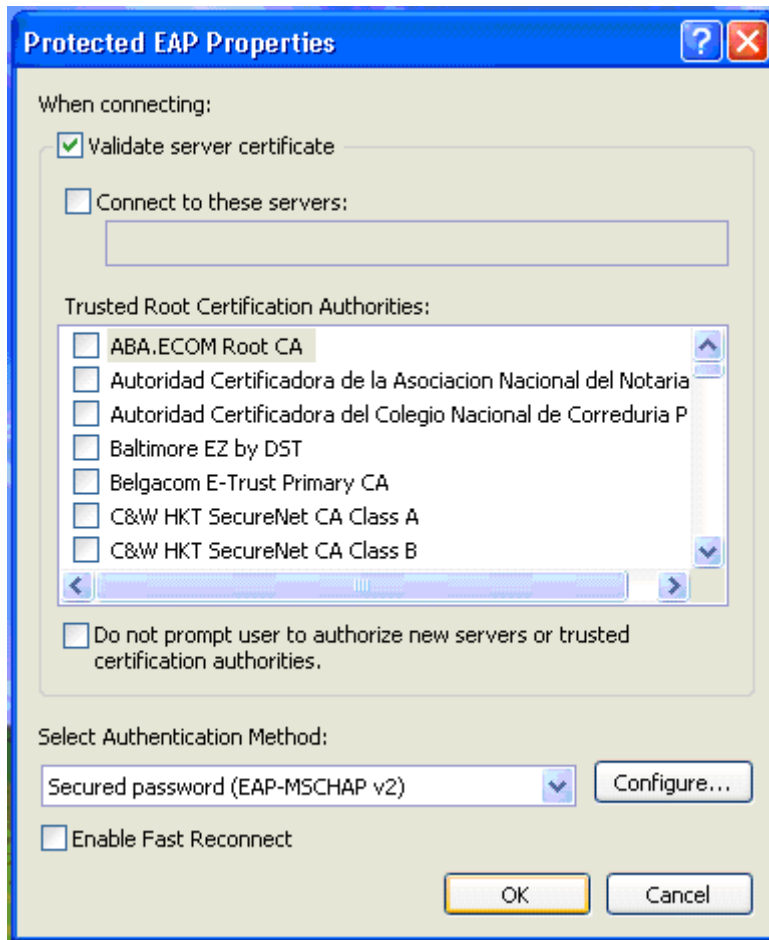 Protected EAP Properties
When connecting:
Validate server certificate
Connect to these servers:
Trusted Root Certification Authorities:
ABA.ECOM Root CA
Autoridad Certificadora de la Asociacion Nacional del Notaria
Autoridad Certificadora del Colegio Nacional de Correduria P
Baltimore EZ by DST
Belgacom E-Trust Primary CA
C&W HKT SecureNet CA Class A
C&W HKT SecureNet CA Class B
Do not prompt user to authorize new servers or trusted
certification authorities.
Select Authentication Method:
Secured password (EAP-MSCHAP v2)
Configure...
Enable Fast Reconnect
OK
Cancel